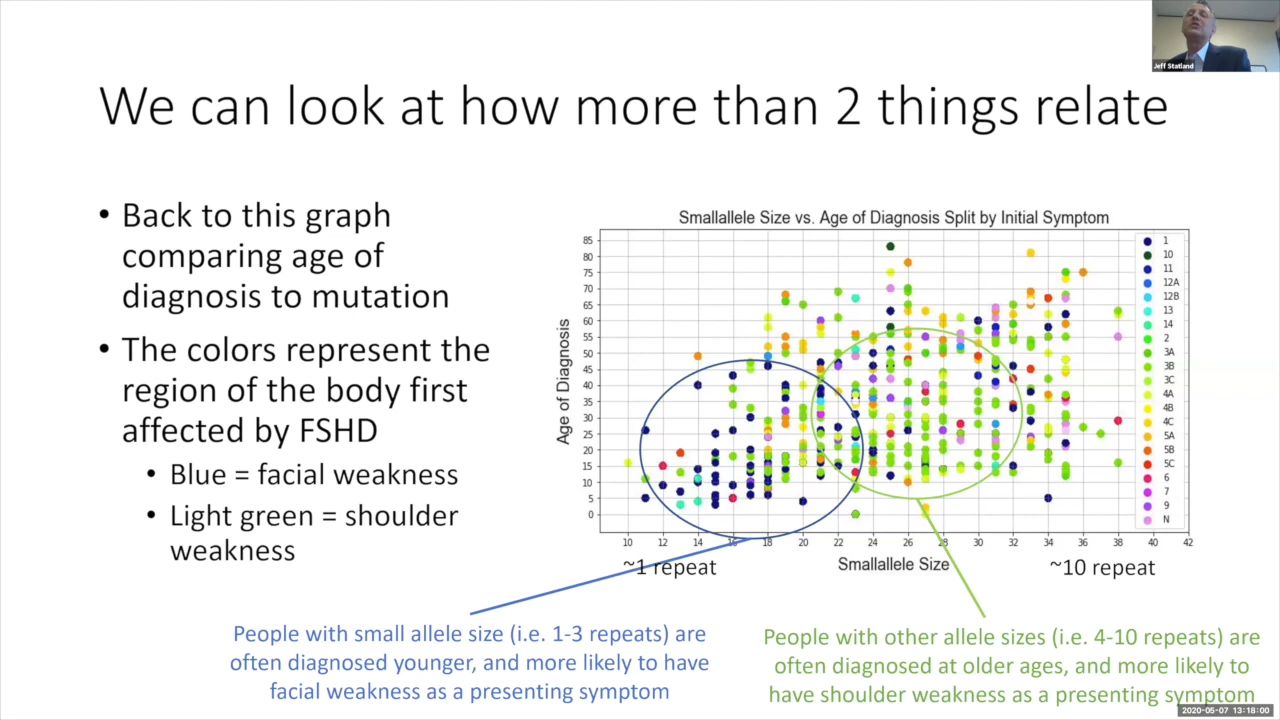 Jeff Statland
We can look at how more than 2 things relate
• Back to this graph
comparing age of
diagnosis to mutation
• The colors represent the
region of the body first
affected by FSHD
• Blue = facial weakness
• Light green = shoulder
weakness
Smallallele Size vs. Age of Diagnosis Split by Initial Symptom
Age of Diagnosis
85
80
75
70
65
60
55
50
45
40
35
30
25
20
15
10
5
0
1
10
11
12A
12B
13
14
2
3A
3B
3C
4A
4B
4C
5A
5B
5C
6
7
9
N
10 12 14 16 18 20 22 24 26 28 30 32 34 36 38 40 42
~1 repeat
Smallallele Size
~10 repeat
People with small allele size (i.e. 1-3 repeats) are
often diagnosed younger, and more likely to have
facial weakness as a presenting symptom
People with other allele sizes (i.e. 4-10 repeats) are
often diagnosed at older ages, and more likely to
have shoulder weakness as a presenting symptom
2020-05-07 13:18:00